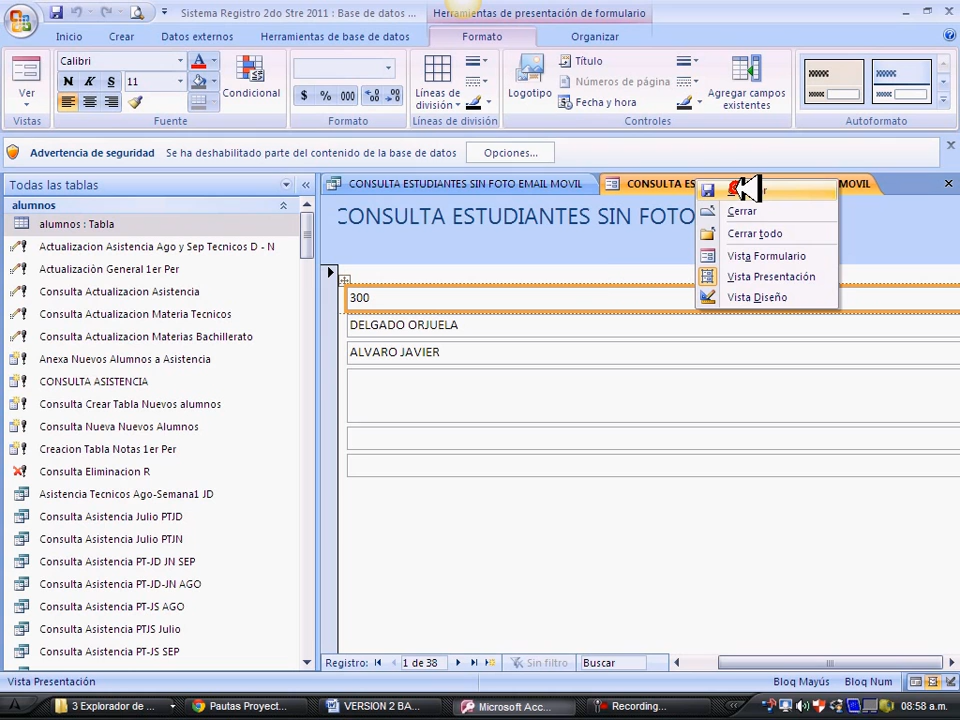 Sistema Registro 2do Stre 2011 : Base de datos ...
Herramientas de presentación de formulario
Inicio
Crear
Datos externos
Herramientas de base de datos
Formato
Organizar
Ver
Vistas
Calibri
N K S
11
Condicional
Fuente
$ % 000
Formato
Líneas de división
Líneas de división
Logotipo
Título
Números de página
Fecha y hora
Agregar campos existentes
Controles
xxxxx
xxxxx
xxxxx
xxxxx
Autoformato
Advertencia de seguridad
Se ha deshabilitado parte del contenido de la base de datos
Opciones...
Todas las tablas
alumnos
alumnos : Tabla
Actualizacion Asistencia Ago y Sep Tecnicos D - N
Actualizaciòn General 1er Per
Consulta Actualizacion Asistencia
Consulta Actualizacion Materia Tecnicos
Consulta Actualizacion Materias Bachillerato
Anexa Nuevos Alumnos a Asistencia
CONSULTA ASISTENCIA
Consulta Crear Tabla Nuevos alumnos
Consulta Nueva Nuevos Alumnos
Creacion Tabla Notas 1er Per
Consulta Eliminacion R
Asistencia Tecnicos Ago-Semana1 JD
Consulta Asistencia Julio PTJD
Consulta Asistencia Julio PTJN
Consulta Asistencia PT-JD JN SEP
Consulta Asistencia PT-JD-JN AGO
Consulta Asistencia PT-JS AGO
Consulta Asistencia PTJS Julio
Consulta Asistencia PT-JS SEP
CONSULTA ESTUDIANTES SIN FOTO EMAIL MOVIL
CONSULTA ES
MOVIL
CONSULTA ESTUDIANTES SIN FOTO
300
DELGADO ORJUELA
ALVARO JAVIER
Cerrar
Cerrar todo
Vista Formulario
Vista Presentación
Vista Diseño
Registro:
1 de 38
Sin filtro
Buscar
Vista Presentación
Bloq Mayús
Bloq Num
3 Explorador de ...
Pautas Proyect...
VERSION 2 BA...
Microsoft Acc...
Recording...
08:58 a.m.